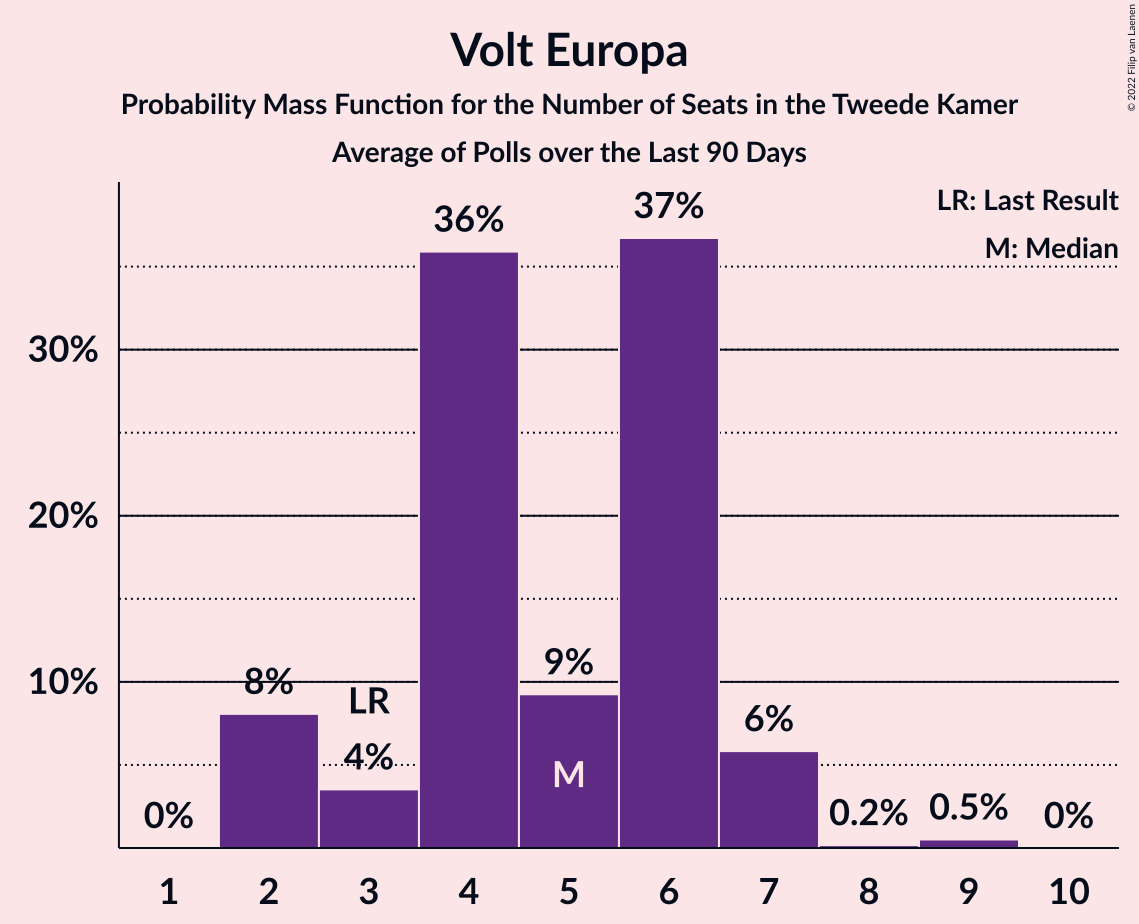 Volt Europa
Probability Mass Function for the Number of Seats in the Tweede Kamer
Average of Polls over the Last 90 Days
© 2022 Filip van Laenen
LR: Last Result
M: Median
36%
37%
30%
20%
10%
8%
LR
4%
9%
M
6%
0%
0.2%
0.5%
0%
1 2 3 4 5 6 7 8 9 10